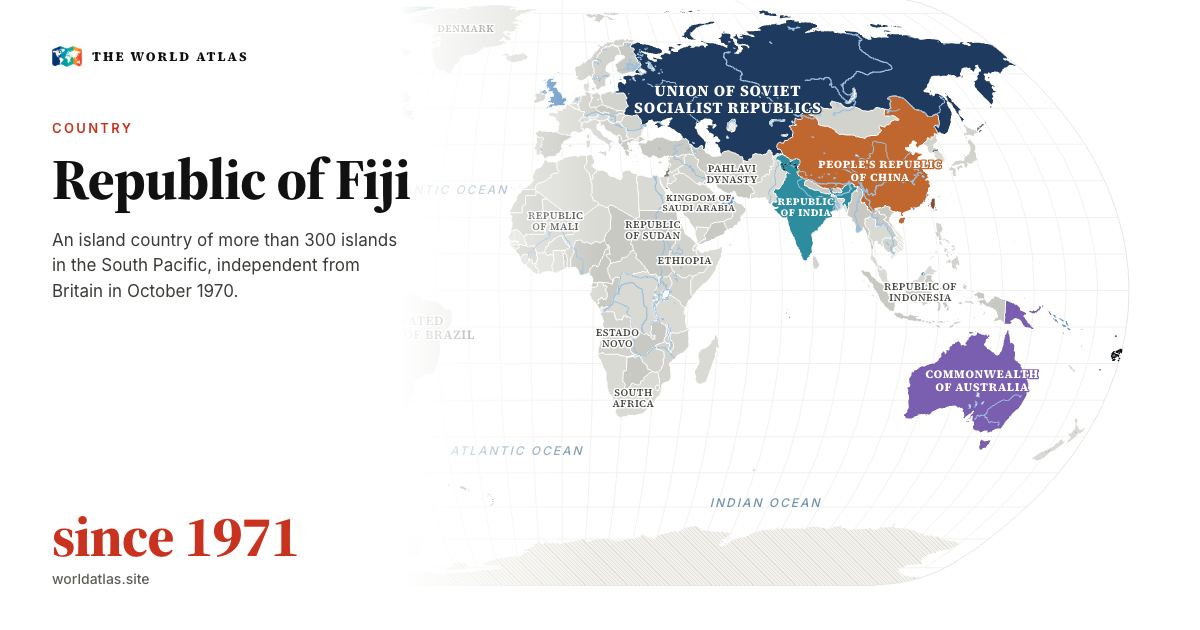 THE WORLD ATLAS
COUNTRY
Republic of Fiji
An island country of more than 300 islands
in the South Pacific, independent from
Britain in October 1970.
since 1971
worldatlas.site
DENMARK
UNION OF SOVIET
SOCIALIST REPUBLICS
PEOPLE'S REPUBLIC
OF CHINA
PAHLAVI
DYNASTY
KINGDOM OF
SAUDI ARABIA
REPUBLIC
OF INDIA
OCEAN
REPUBLIC
OF MALI
REPUBLIC
OF SUDAN
ETHIOPIA
REPUBLIC OF
INDONESIA
OF BRAZIL
ESTADO
NOVO
COMMONWEALTH
OF AUSTRALIA
SOUTH
AFRICA
ATLANTIC OCEAN
INDIAN OCEAN